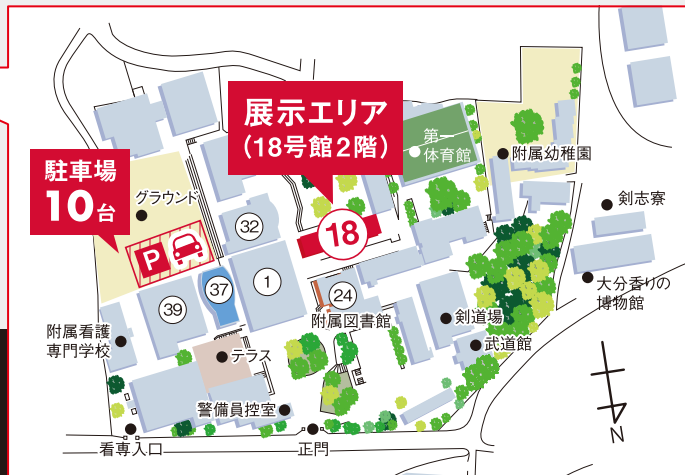 展示エリア
(18号館2階)
駐車場
10台
P
グラウンド
第一
体育館
附属幼稚園
剣志寮
大分香りの
博物館
32
18
1
37
39
24
附属図書館
剣道場
武道館
附属看護
専門学校
テラス
警備員控室
看専入口
正門
N